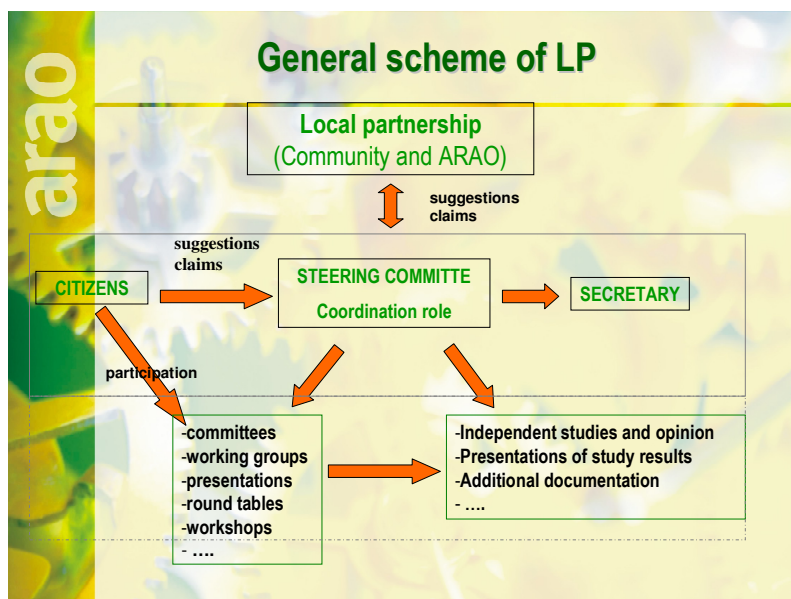 arao
General scheme of LP
Local partnership
(Community and ARAO)
suggestions
claims
suggestions
claims
CITIZENS
STEERING COMMITTE
Coordination role
SECRETARY
participation
-committees
-working groups
-presentations
-round tables
-workshops
- ....
-Independent studies and opinion
-Presentations of study results
-Additional documentation
- ....